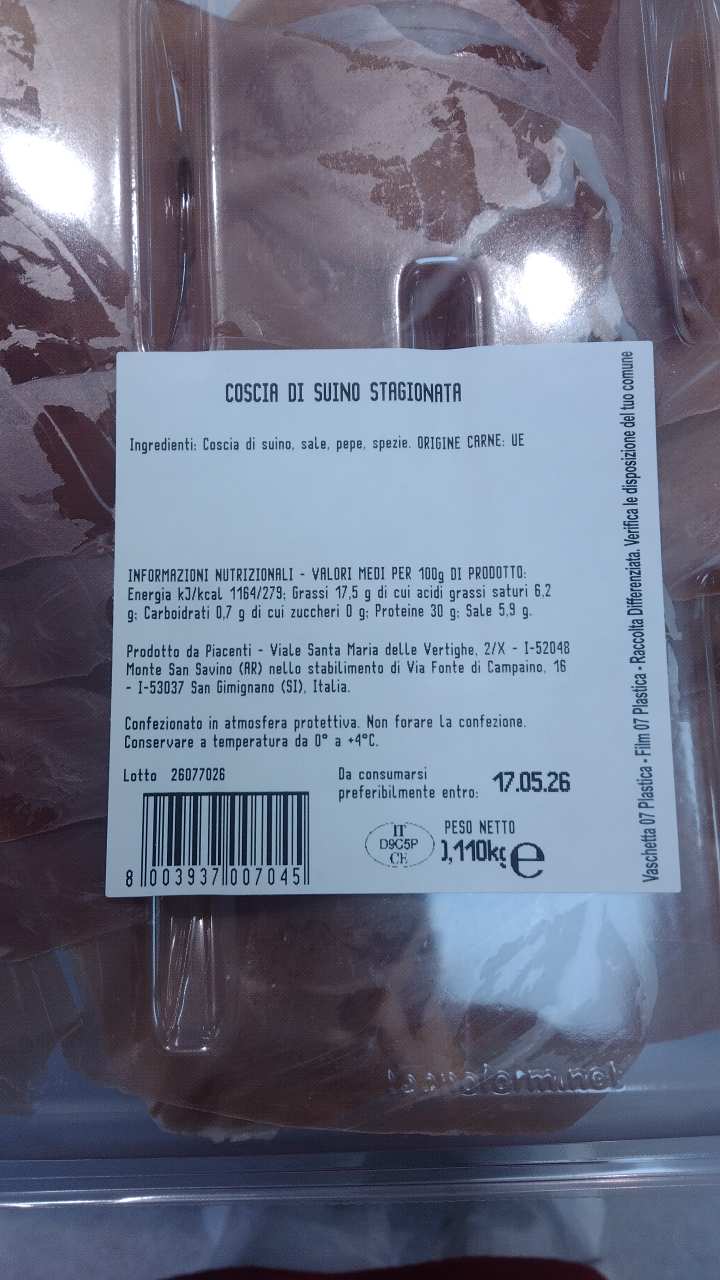 COSCIA DI SUINO STAGIONATA
Ingredienti: Coscia di suino, sale, pepe, spezie. ORIGINE CARNE: UE
INFORMAZIONI NUTRIZIONALI - VALORI MEDI PER 100g DI PRODOTTO:
Energia kJ/kcal 1164/279; Grassi 17,5 g di cui acidi grassi saturi 6,2
g; Carboidrati 0,7 g di cui zuccheri 0 g; Proteine 30 g; Sale 5,9 g.
Prodotto da Piacenti - Viale Santa Maria delle Vertighe, 2/X - I-52048
Monte San Savino (AR) nello stabilimento di Via Fonte di Campaino, 16
- I-53037 San Gimignano (SI), Italia.
Confezionato in atmosfera protettiva. Non forare la confezione.
Conservare a temperatura da 0° a +4°C.
Lotto 26077026
Da consumarsi
preferibilmente entro: 17.05.26
8 003937 007045
IT
D9C5P
CE
PESO NETTO
,110kg e
Vaschetta 07 Plastica - Film 07 Plastica - Raccolta Differenziata. Verifica le disposizione del tuo comune